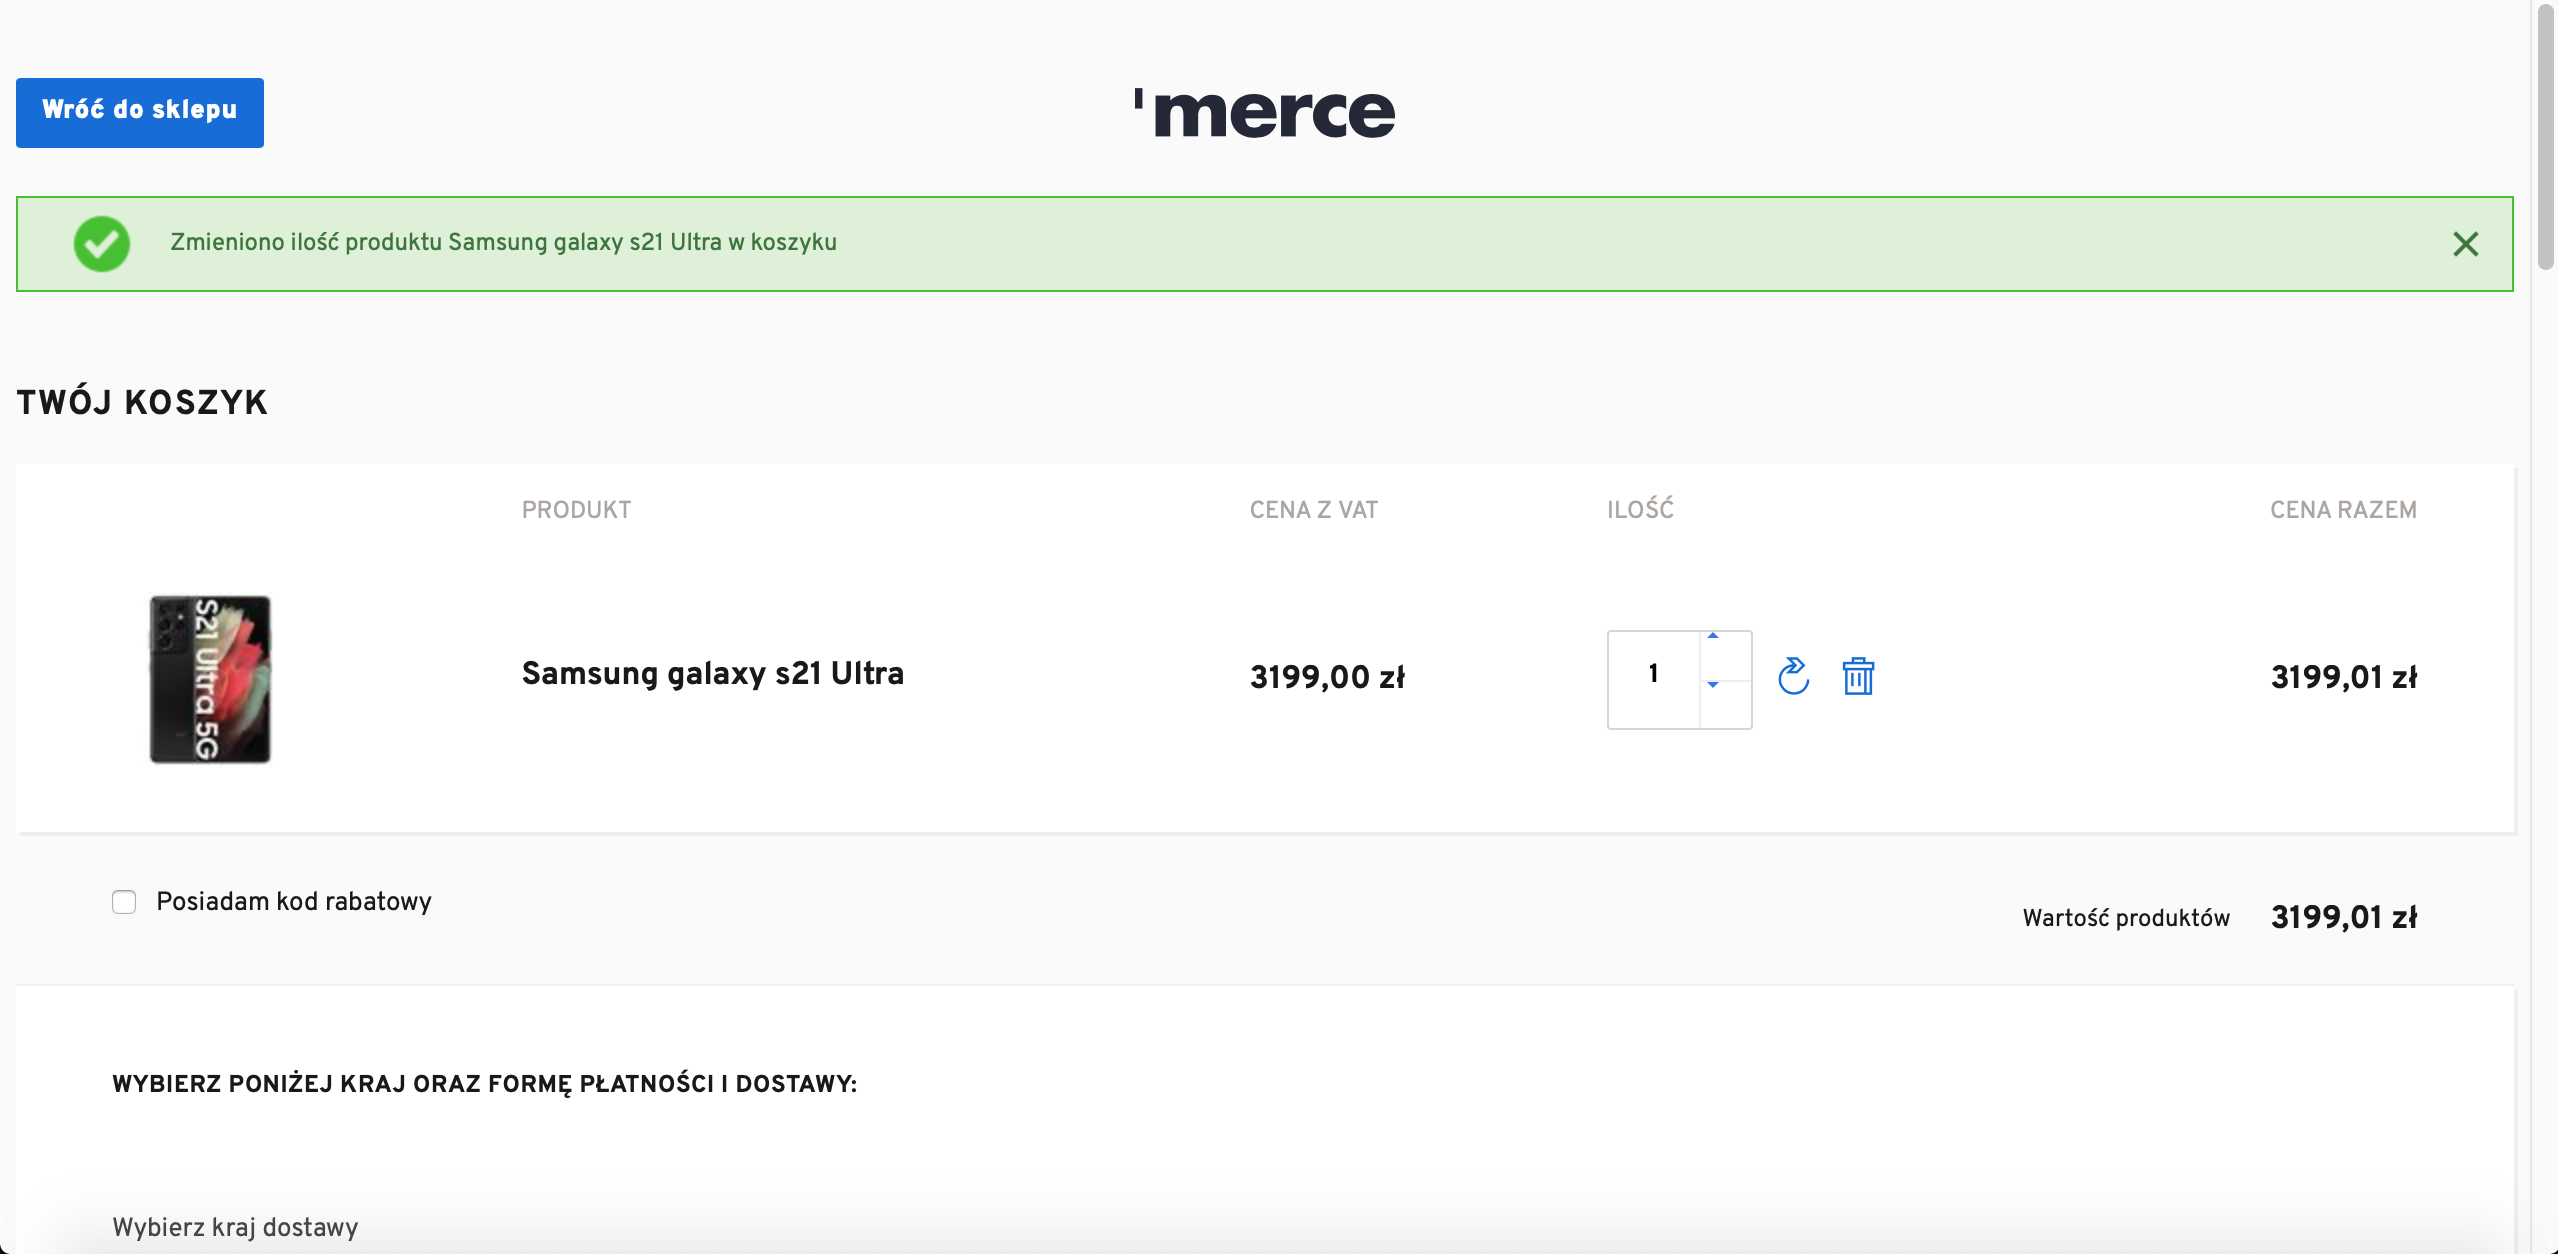 Wróć do sklepu
'merce
Zmieniono ilość produktu Samsung galaxy s21 Ultra w koszyku
TWÓJ KOSZYK
PRODUKT CENA Z VAT ILOŚĆ CENA RAZEM
S21 Ultra 5G
Samsung galaxy s21 Ultra 3199,00 zł 1 3199,01 zł
Posiadam kod rabatowy
Wartość produktów 3199,01 zł
WYBIERZ PONIŻEJ KRAJ ORAZ FORMĘ PŁATNOŚCI I DOSTAWY:
Wybierz kraj dostawy